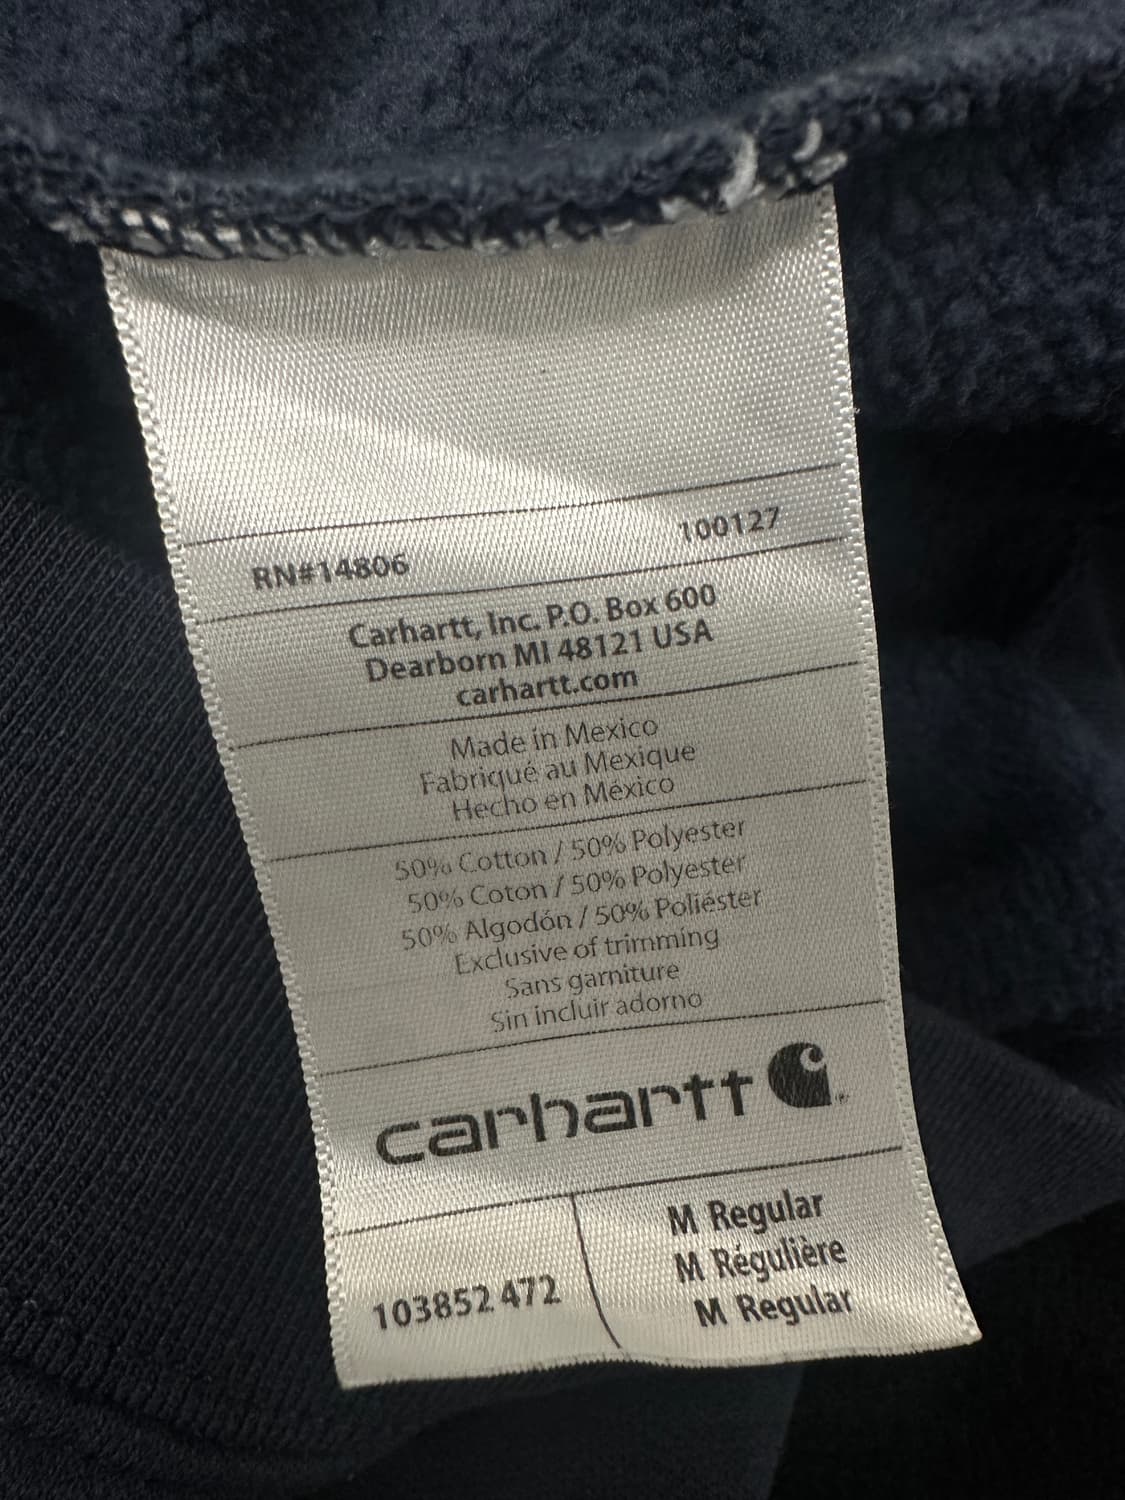 RN#14806 100127
Carhartt, Inc. P.O. Box 600
Dearborn MI 48121 USA
carhartt.com
Made in Mexico
Fabriqué au Mexique
Hecho en México
50% Cotton / 50% Polyester
50% Coton / 50% Polyester
50% Algodón / 50% Poliéster
Exclusive of trimming
Sans garniture
Sin incluir adorno
carhartt
103852 472
M Regular
M Régulière
M Regular